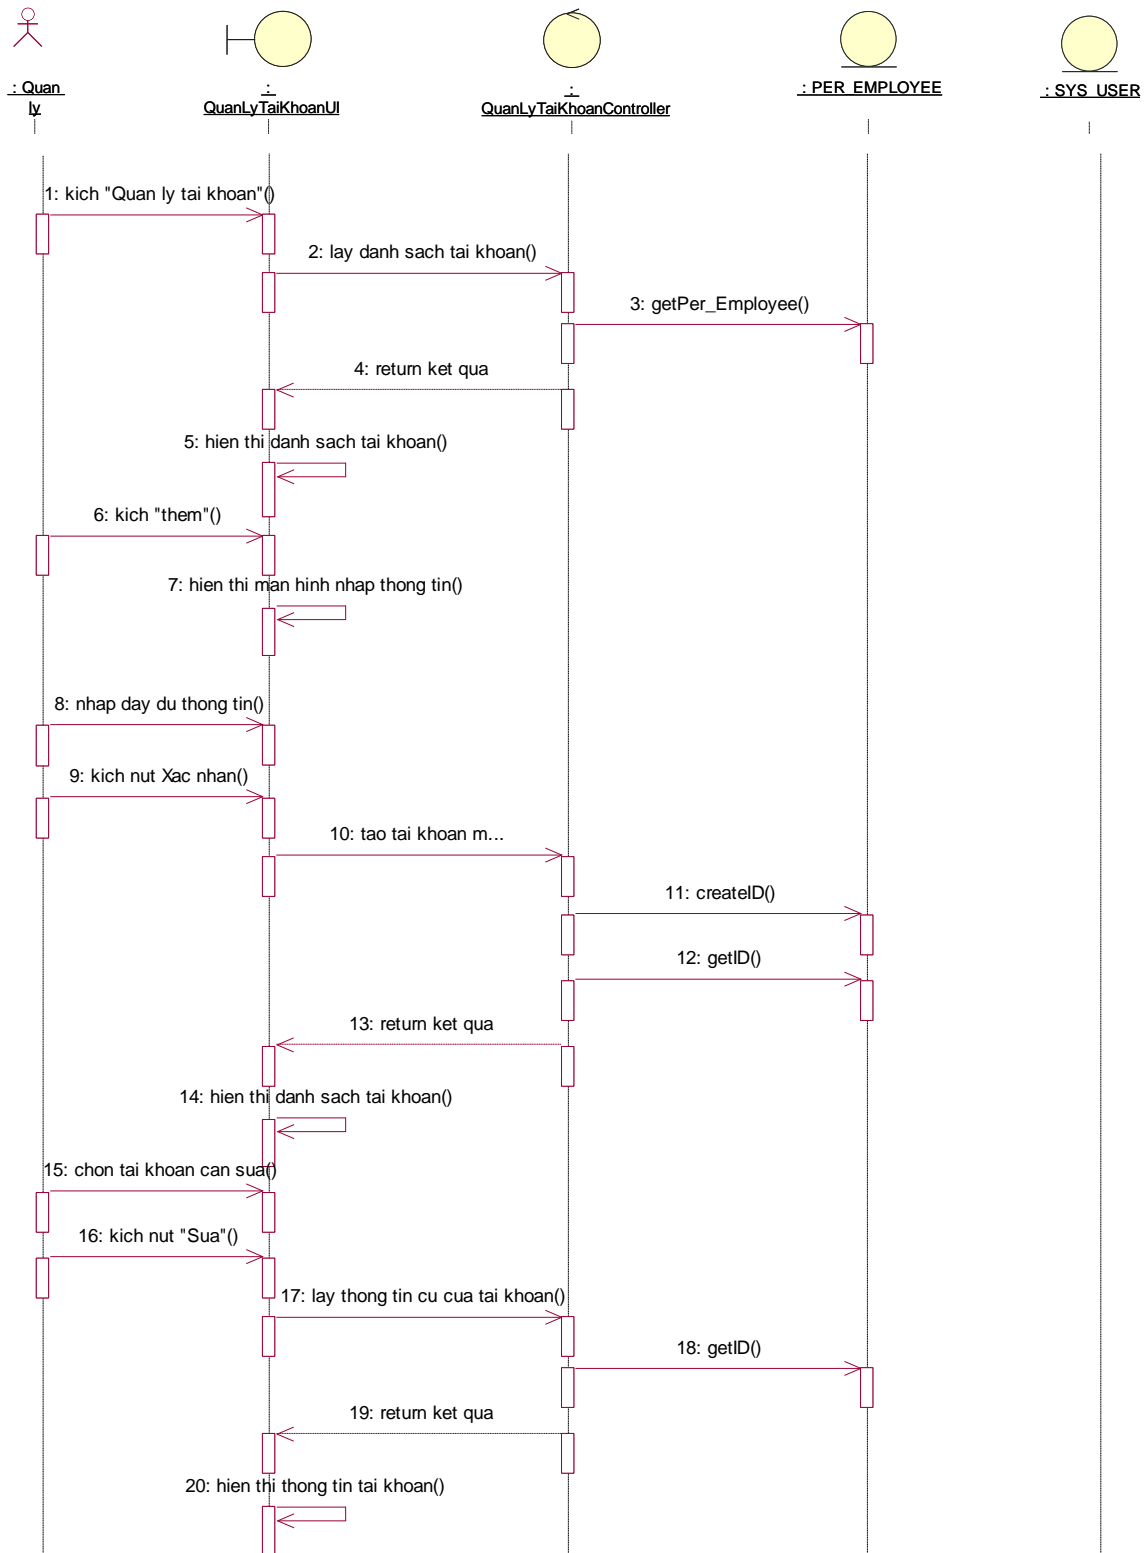 : Quan
ly
:
QuanLyTaiKhoanUI
:
QuanLyTaiKhoanController
: PER_EMPLOYEE
: SYS_USER
1: kich "Quan ly tai khoan"()
2: lay danh sach tai khoan()
3: getPer_Employee()
4: return ket qua
5: hien thi danh sach tai khoan()
6: kich "them"()
7: hien thi man hinh nhap thong tin()
8: nhap day du thong tin()
9: kich nut Xac nhan()
10: tao tai khoan m...
11: createID()
12: getID()
13: return ket qua
14: hien thi danh sach tai khoan()
15: chon tai khoan can sua()
16: kich nut "Sua"()
17: lay thong tin cu cua tai khoan()
18: getID()
19: return ket qua
20: hien thi thong tin tai khoan()